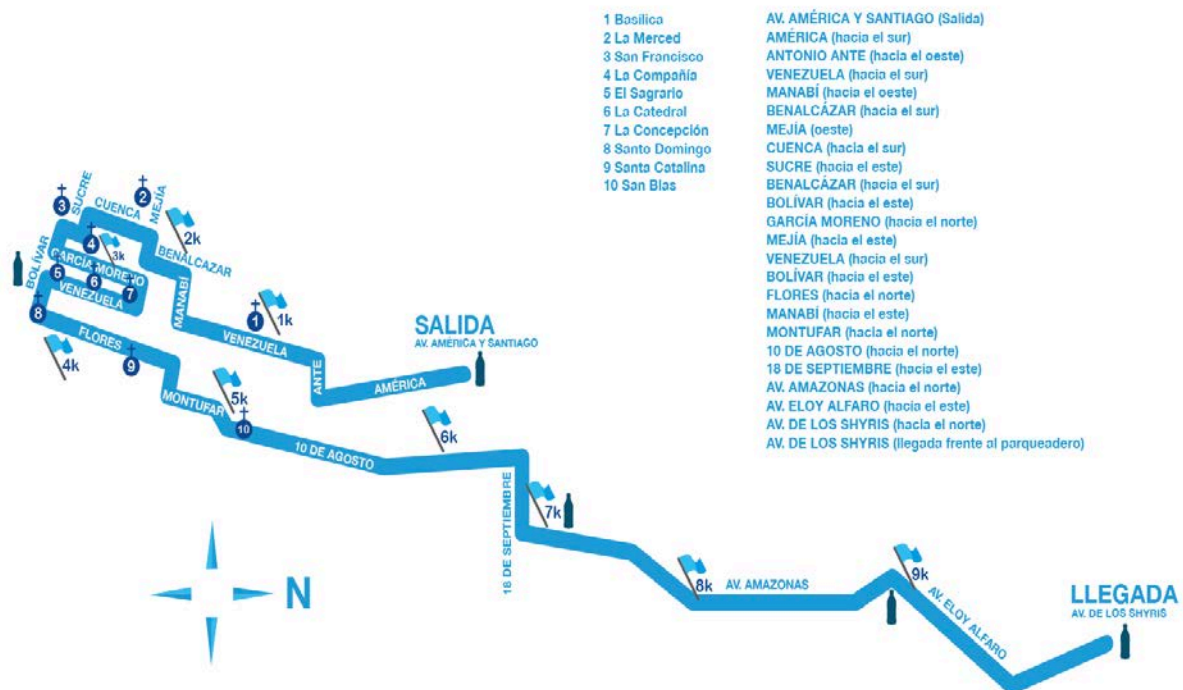 1 Basílica
2 La Merced
3 San Francisco
4 La Compañía
5 El Sagrario
6 La Catedral
7 La Concepción
8 Santo Domingo
9 Santa Catalina
10 San Blas
AV. AMÉRICA Y SANTIAGO (Salida)
AMÉRICA (hacia el sur)
ANTONIO ANTE (hacia el oeste)
VENEZUELA (hacia el sur)
MANABÍ (hacia el oeste)
BENALCÁZAR (hacia el sur)
MEJÍA (oeste)
CUENCA (hacia el sur)
SUCRE (hacia el este)
BENALCÁZAR (hacia el sur)
BOLÍVAR (hacia el este)
GARCÍA MORENO (hacia el norte)
MEJÍA (hacia el este)
VENEZUELA (hacia el sur)
BOLÍVAR (hacia el este)
FLORES (hacia el norte)
MANABÍ (hacia el este)
MONTUFAR (hacia el norte)
10 DE AGOSTO (hacia el norte)
18 DE SEPTIEMBRE (hacia el este)
AV. AMAZONAS (hacia el norte)
AV. ELOY ALFARO (hacia el este)
AV. DE LOS SHYRIS (hacia el norte)
AV. DE LOS SHYRIS (llegada frente al parqueadero)
3
SUCRE
CUENCA
2
MEJÍA
2k
4
3k
BENALCAZAR
BOLÍVAR
GARCÍA MORENO
5
6
7
VENEZUELA
8
MANABÍ
1
1k
VENEZUELA
SALIDA
AV. AMÉRICA Y SANTIAGO
ANTE
AMÉRICA
FLORES
4k
9
MONTUFAR
5k
10
10 DE AGOSTO
6k
18 DE SEPTIEMBRE
7k
8k
AV. AMAZONAS
9k
AV. ELOY ALFARO
LLEGADA
AV. DE LOS SHYRIS
N